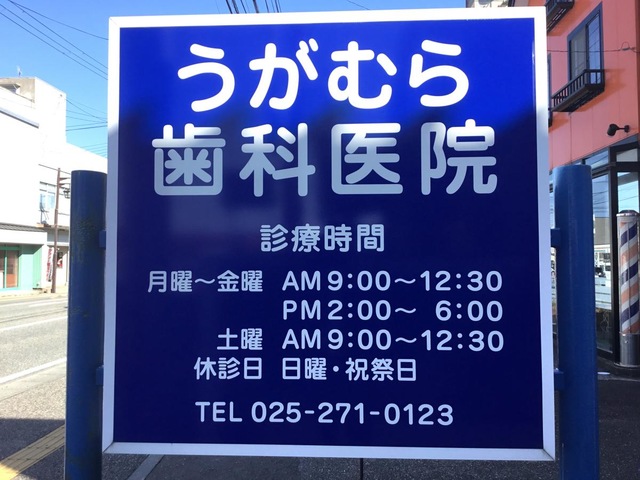 うがむら
歯科医院
診療時間
月曜～金曜 AM9:00～12:30
PM2:00～ 6:00
土曜 AM9:00～12:30
休診日 日曜・祝祭日
TEL 025-271-0123